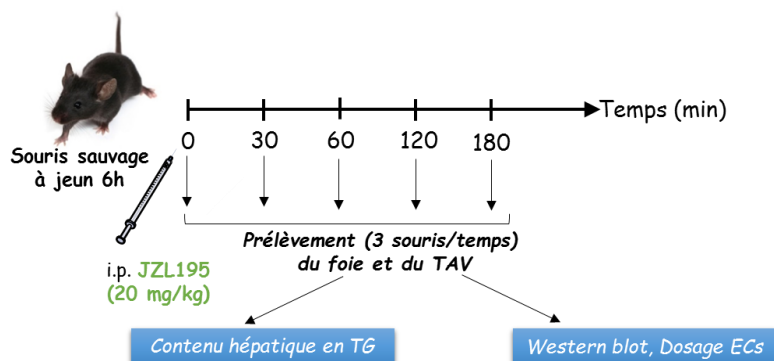 Temps (min)
0 30 60 120 180
Souris sauvage
à jeun 6h
Prélèvement (3 souris/temps)
du foie et du TAV
i.p. JZL195
(20 mg/kg)
Contenu hépatique en TG
Western blot, Dosage ECs